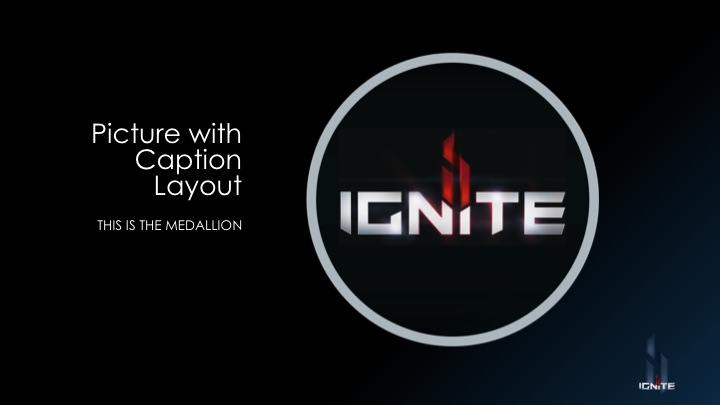 Picture with
Caption
Layout
THIS IS THE MEDALLION
IGNITE
IGNITE